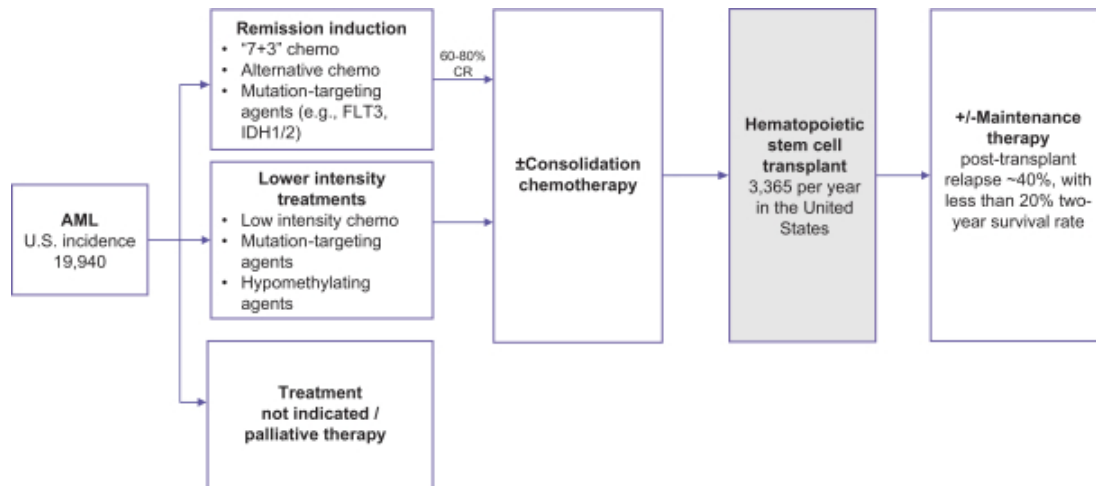 AML
U.S. incidence
19,940
Remission induction
• “7+3” chemo
• Alternative chemo
• Mutation-targeting
agents (e.g., FLT3,
IDH1/2)
60-80%
CR
Lower intensity
treatments
• Low intensity chemo
• Mutation-targeting
agents
• Hypomethylating
agents
Treatment
not indicated /
palliative therapy
±Consolidation
chemotherapy
Hematopoietic
stem cell
transplant
3,365 per year
in the United
States
+/-Maintenance
therapy
post-transplant
relapse ~40%, with
less than 20% two-
year survival rate